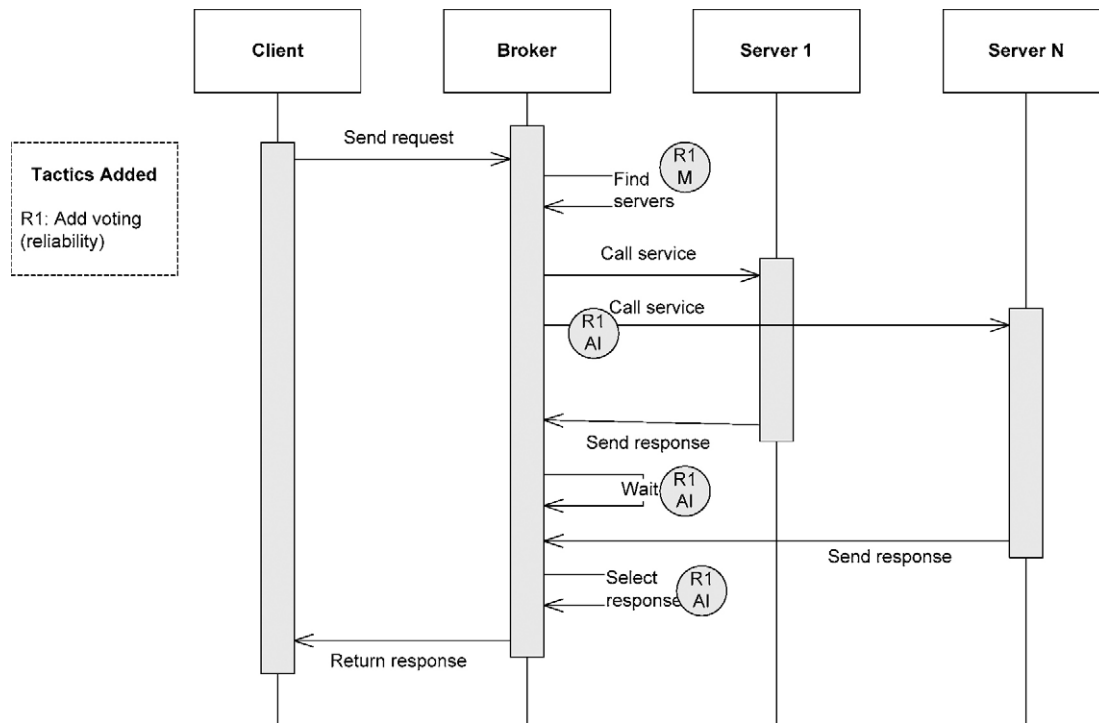 Client
Broker
Server 1
Server N
Tactics Added
R1: Add voting
(reliability)
Send request
R1
M
Find
servers
Call service
Call service
R1
AI
Send response
Wait
R1
AI
Send response
Select
response
R1
AI
Return response